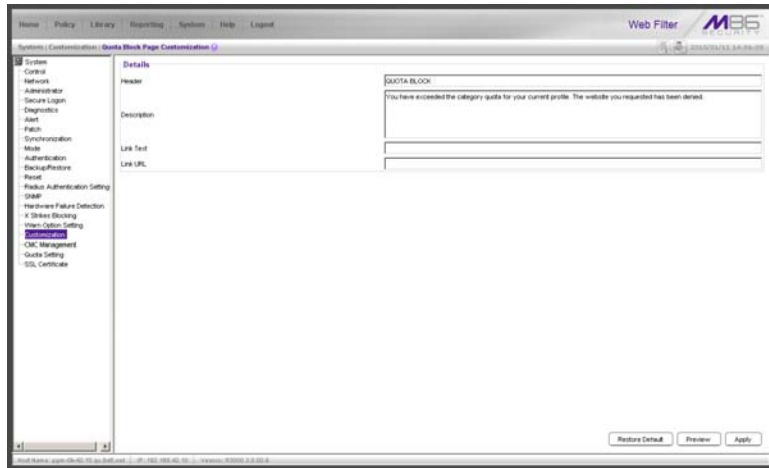 Home Policy Library Reporting System Help Logout
Web Filter
M86 SECURITY
System : Customization : Quota Block Page Customization
System
Control
Network
Administrator
Secure Logon
Diagnostics
Alert
Patch
Synchronization
Mode
Authentication
Backup/Restore
Reset
Radius Authentication Setting
SNMP
Hardware Failure Detection
X Strikes Blocking
Warn Option Setting
Customization
CMC Management
Quota Setting
SSL Certificate
Details
Header
QUOTA BLOCK
Description
You have exceeded the category quota for your current profile. The website you requested has been denied.
Link Text
Link URL
Restore Default Preview Apply
Host Name: